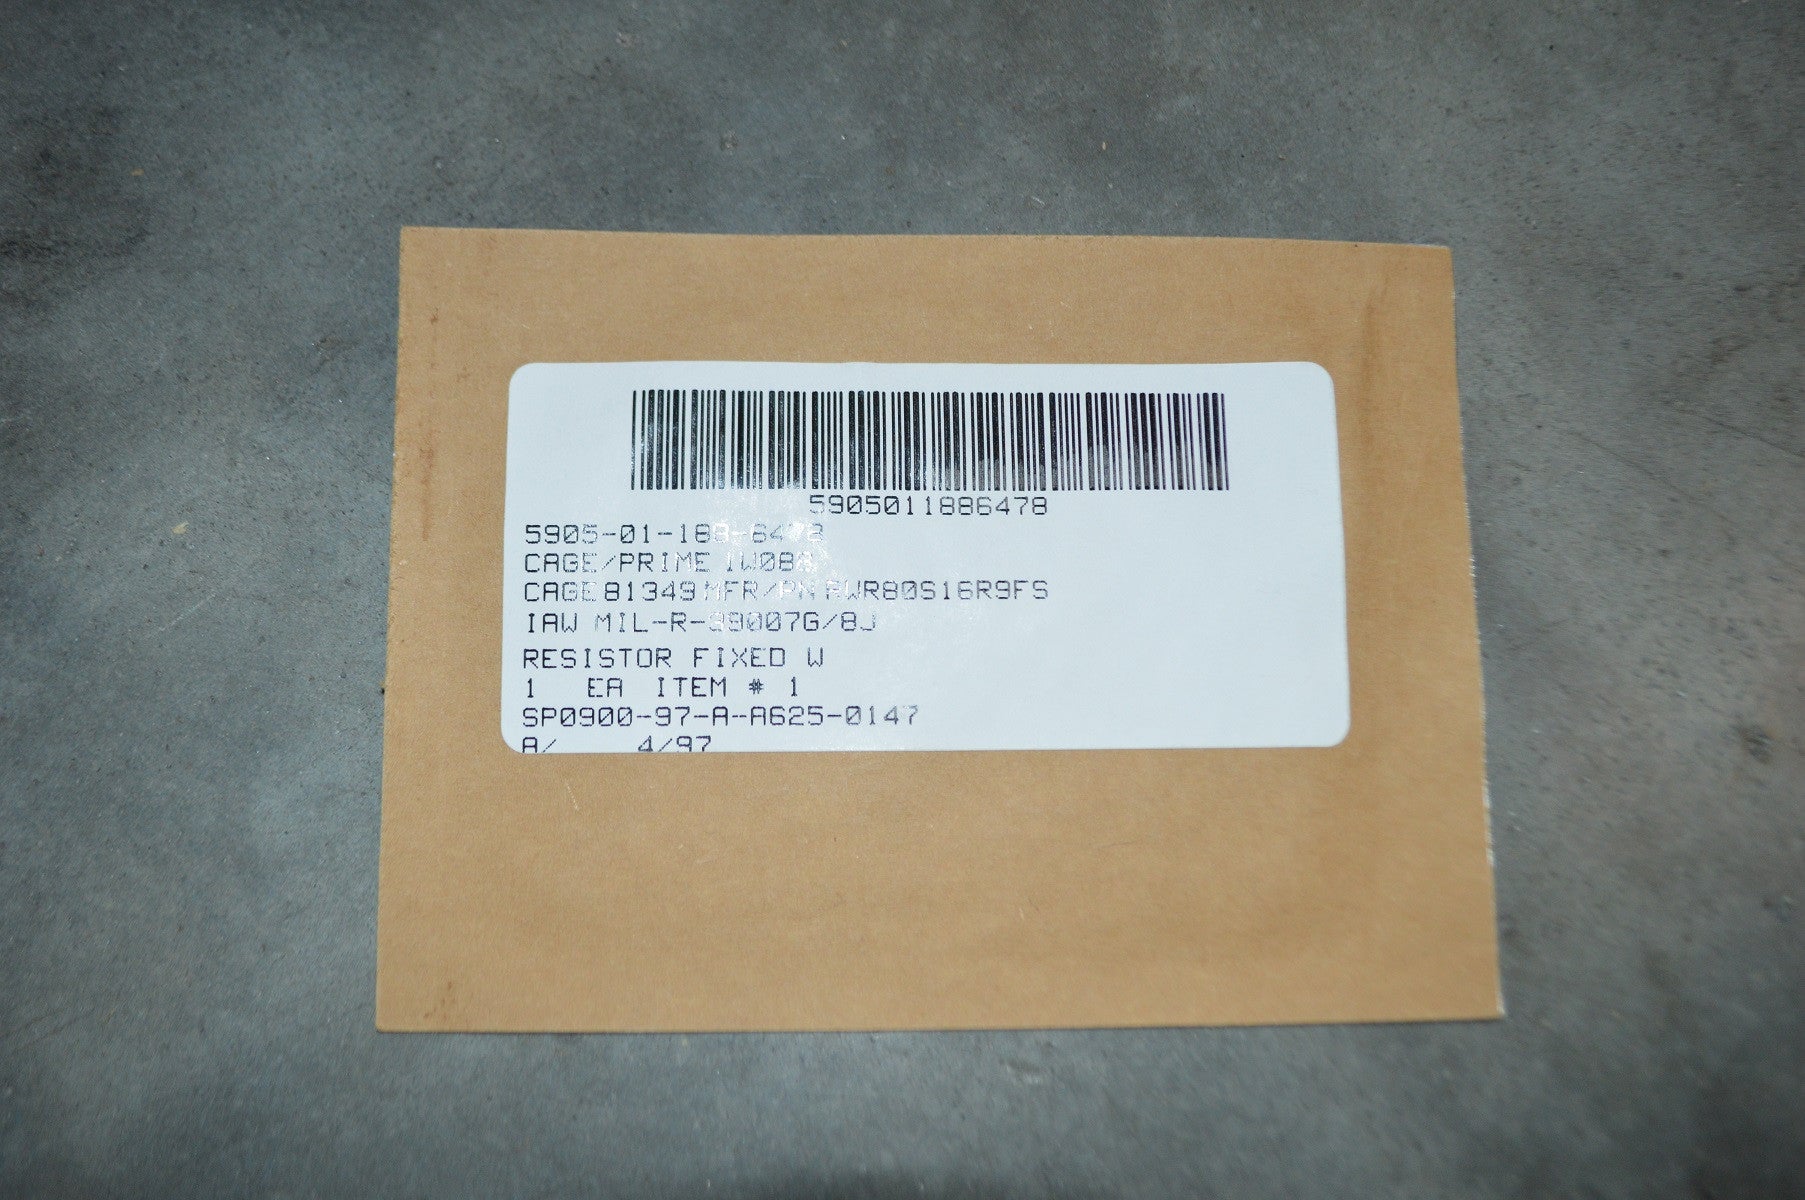 5905011886478
5905-01-188-6478
CAGE/PRIME
CAGE 81349 MFR/PN RWR80S16R9FS
IAW MIL-R-39007G/8J
RESISTOR FIXED W
1 EA ITEM # 1
SP0900-97-A-A625-0147
A/ 4/97